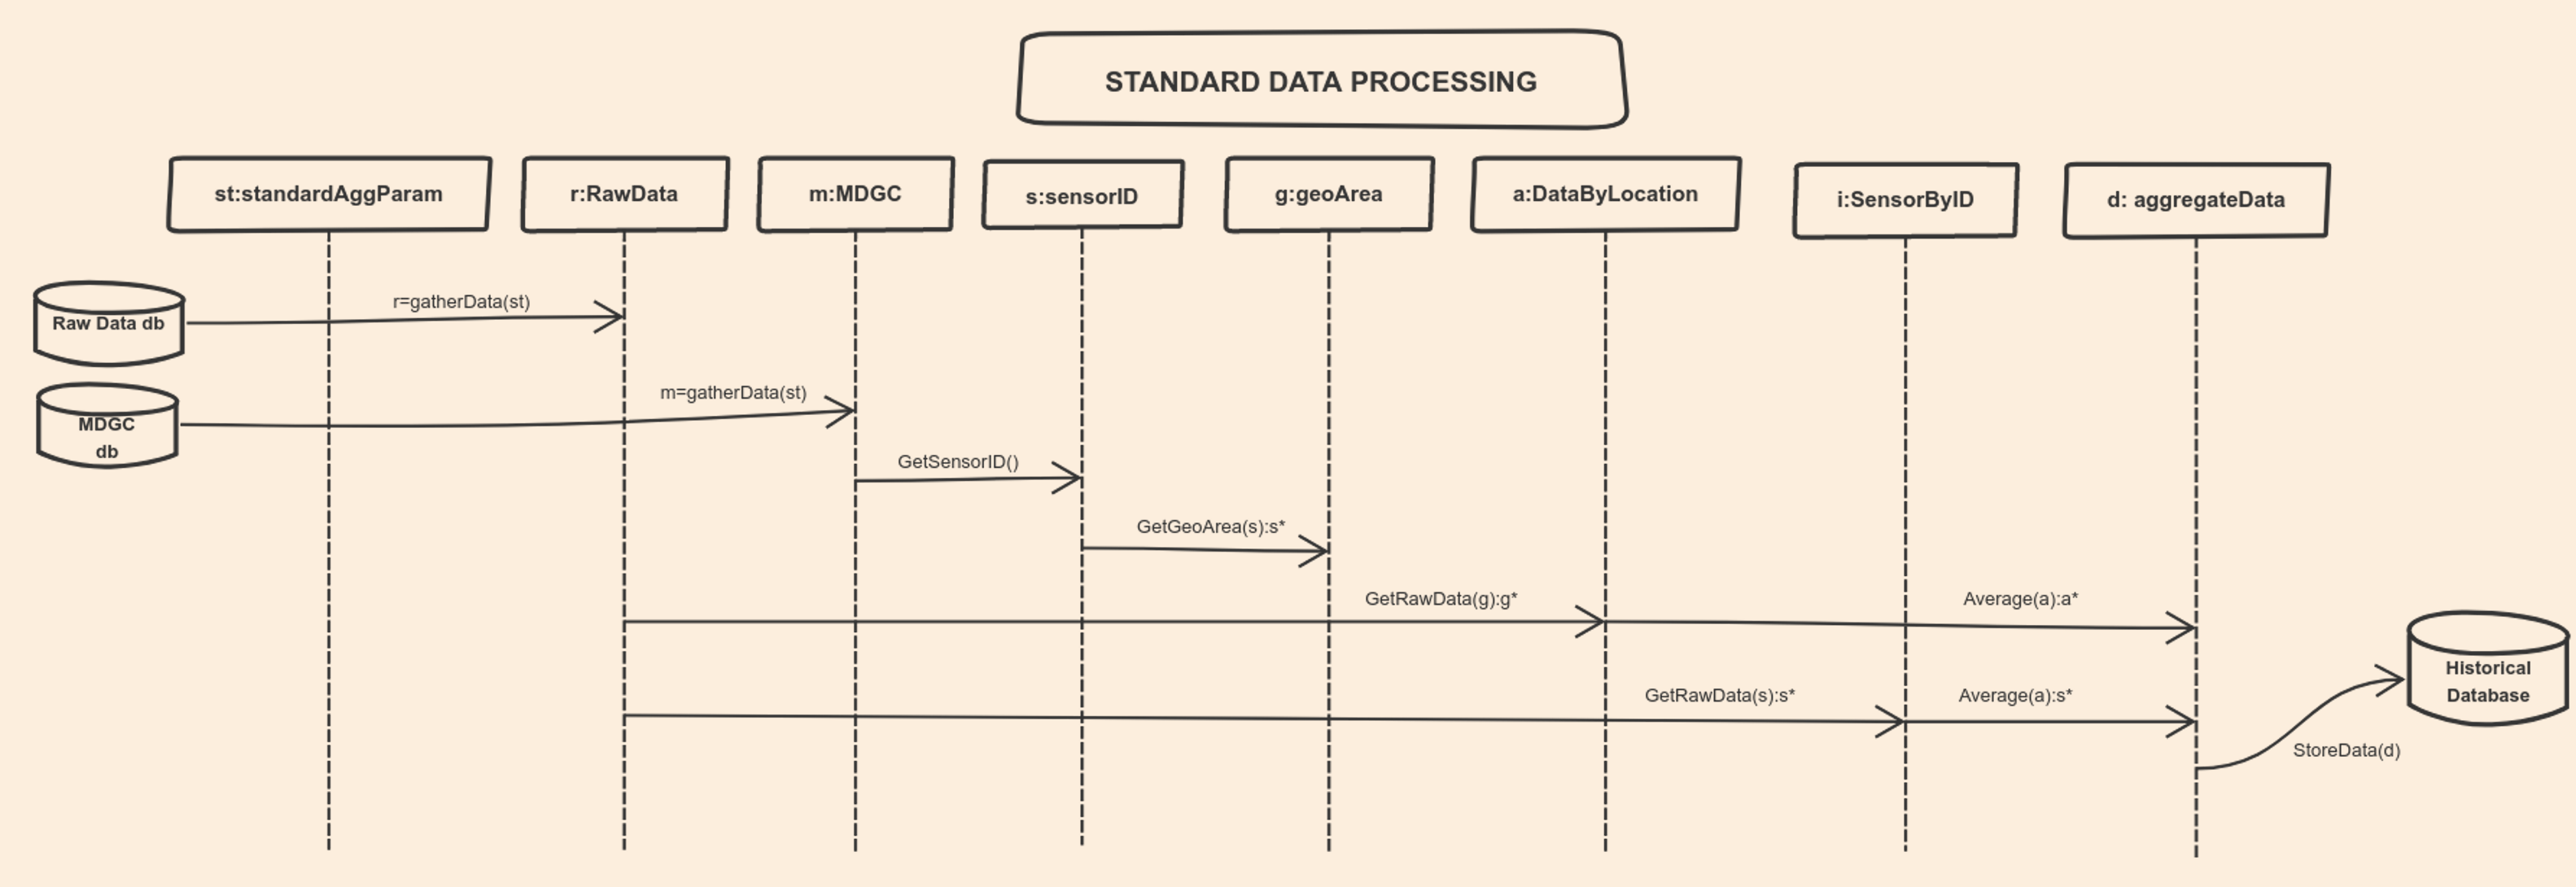 STANDARD DATA PROCESSING
st:standardAggParam
r:RawData
m:MDGC
s:sensorID
g:geoArea
a:DataByLocation
i:SensorByID
d: aggregateData
Raw Data db
r=gatherData(st)
MDGC
db
m=gatherData(st)
GetSensorID()
GetGeoArea(s):s*
GetRawData(g):g*
Average(a):a*
GetRawData(s):s*
Average(a):s*
Historical
Database
StoreData(d)